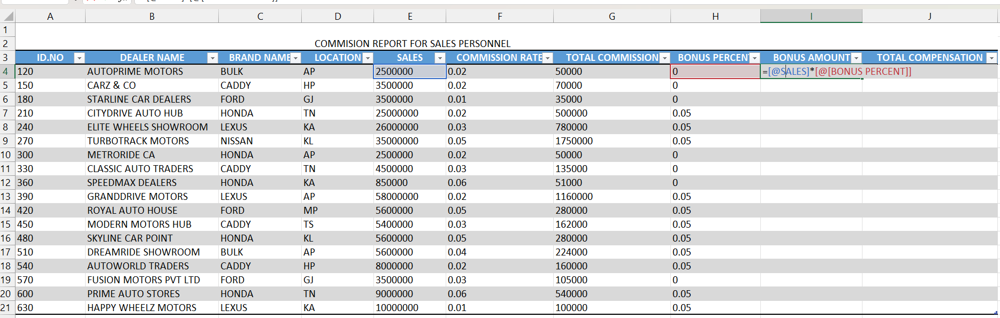 A B C D E F G H I J
1
2 COMMISION REPORT FOR SALES PERSONNEL
3 ID.NO DEALER NAME BRAND NAME LOCATION SALES COMMISSION RATE TOTAL COMMISSION BONUS PERCENT BONUS AMOUNT TOTAL COMPENSATION
4 120 AUTOPRIME MOTORS BULK AP 2500000 0.02 50000 0 =[@SALES]*[@[BONUS PERCENT]]
5 150 CARZ & CO CADDY HP 3500000 0.02 70000 0
6 180 STARLINE CAR DEALERS FORD GJ 3500000 0.01 35000 0
7 210 CITYDRIVE AUTO HUB HONDA TN 25000000 0.02 500000 0.05
8 240 ELITE WHEELS SHOWROOM LEXUS KA 26000000 0.03 780000 0.05
9 270 TURBOTRACK MOTORS NISSAN KL 35000000 0.05 1750000 0.05
10 300 METRORIDE CA HONDA AP 2500000 0.02 50000 0
11 330 CLASSIC AUTO TRADERS CADDY TN 4500000 0.03 135000 0
12 360 SPEEDMAX DEALERS HONDA KA 850000 0.06 51000 0
13 390 GRANDDRIVE MOTORS LEXUS AP 58000000 0.02 1160000 0.05
14 420 ROYAL AUTO HOUSE FORD MP 5600000 0.05 280000 0.05
15 450 MODERN MOTORS HUB CADDY TS 5400000 0.03 162000 0.05
16 480 SKYLINE CAR POINT HONDA KL 5600000 0.05 280000 0.05
17 510 DREAMRIDE SHOWROOM BULK AP 5600000 0.04 224000 0.05
18 540 AUTOWORLD TRADERS CADDY HP 8000000 0.02 160000 0.05
19 570 FUSION MOTORS PVT LTD FORD GJ 3500000 0.03 105000 0
20 600 PRIME AUTO STORES HONDA TN 9000000 0.06 540000 0.05
21 630 HAPPY WHEELZ MOTORS LEXUS KA 10000000 0.01 100000 0.05